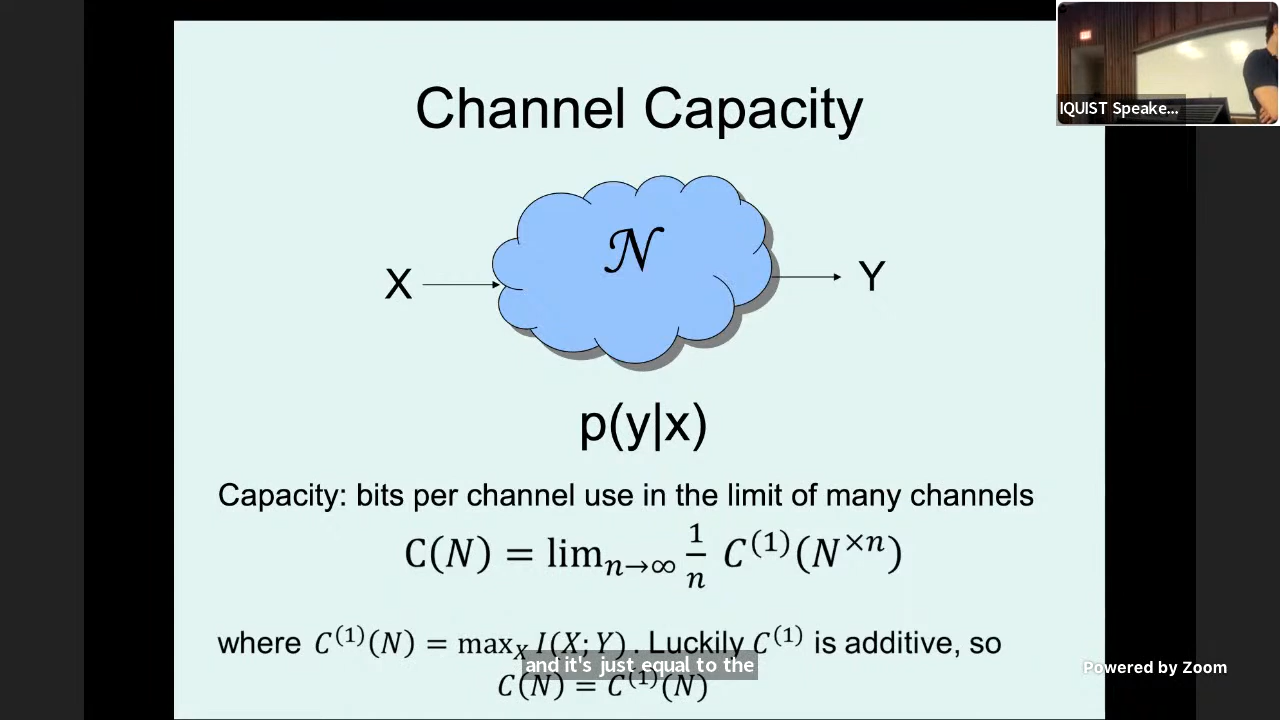 Channel Capacity
IQUIST Speake...
𝒩
X
Y
p(y|x)
Capacity: bits per channel use in the limit of many channels
C(N) = lim_{n→∞} 1/n C^{(1)}(N^{×n})
where C^{(1)}(N) = max_X I(X;Y). Luckily C^{(1)} is additive, so
and it's just equal to the
C(N) = C^{(1)}(N)
Powered by Zoom